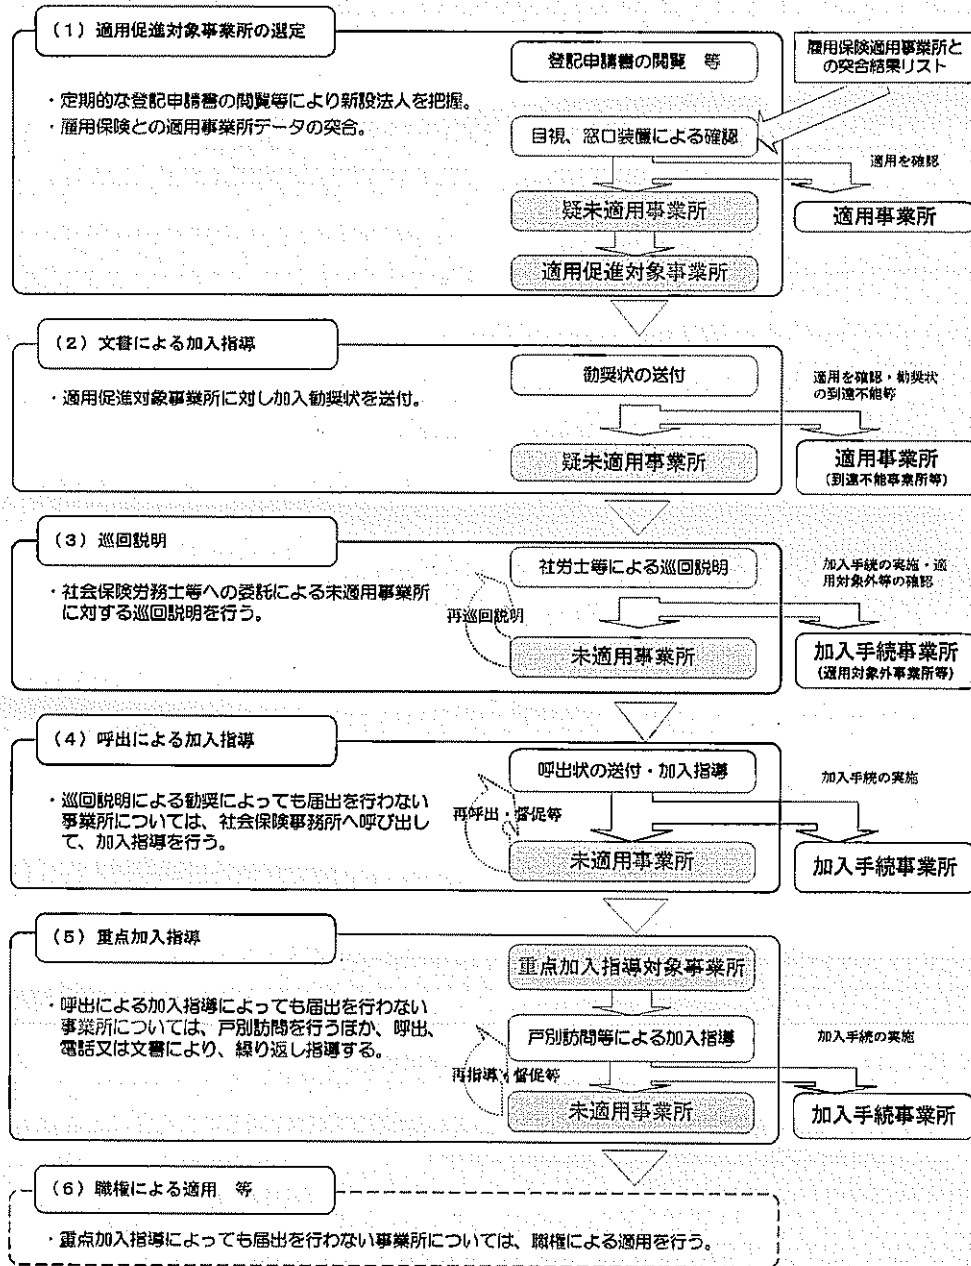 (1) 適用促進対象事業所の選定
登記申請書の閲覧 等
雇用保険適用事業所と
の突合結果リスト
・定期的な登記申請書の閲覧等により新設法人を把握。
・雇用保険との適用事業所データの突合。
目視、窓口装置による確認
適用を確認
疑未適用事業所
適用事業所
適用促進対象事業所
(2) 文書による加入指導
勧奨状の送付
適用を確認・勧奨状
の到達不能等
・適用促進対象事業所に対し加入勧奨状を送付。
疑未適用事業所
適用事業所
(到達不能事業所等)
(3) 巡回説明
社労士等による巡回説明
加入手続の実施・適
用対象外等の確認
・社会保険労務士等への委託による未適用事業所
に対する巡回説明を行う。
再巡回説明
未適用事業所
加入手続事業所
(適用対象外事業所等)
(4) 呼出による加入指導
呼出状の送付・加入指導
加入手続の実施
・巡回説明による勧奨によっても届出を行わない
事業所については、社会保険事務所へ呼び出し
て、加入指導を行う。
再呼出・督促等
未適用事業所
加入手続事業所
(5) 重点加入指導
重点加入指導対象事業所
・呼出による加入指導によっても届出を行わない
事業所については、戸別訪問を行うほか、呼出、
電話又は文書により、繰り返し指導する。
戸別訪問等による加入指導
加入手続の実施
再指導・督促等
未適用事業所
加入手続事業所
(6) 職権による適用 等
・重点加入指導によっても届出を行わない事業所については、職権による適用を行う。